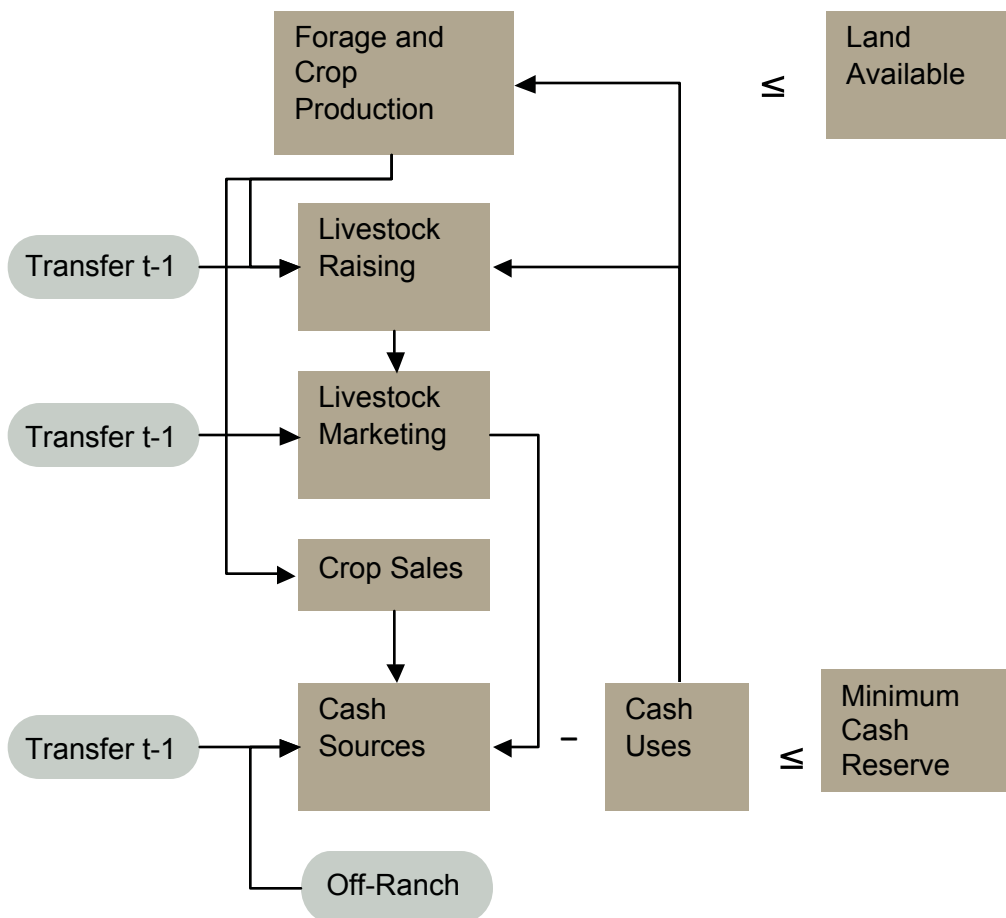 Forage and
Crop
Production
≤
Land
Available
Livestock
Raising
Transfer t-1
Livestock
Marketing
Transfer t-1
Crop Sales
Cash
Sources
Transfer t-1
–
Cash
Uses
≤
Minimum
Cash
Reserve
Off-Ranch